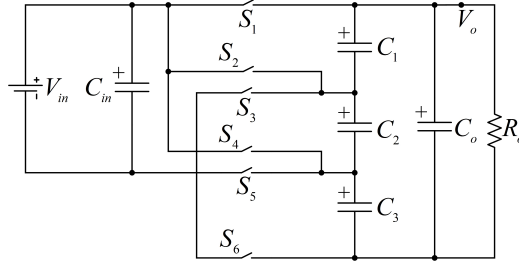 S1
Vo
S2
C1
+
Vin
+
Cin
+
S3
S4
C2
+
Co
+
S5
C3
+
S6